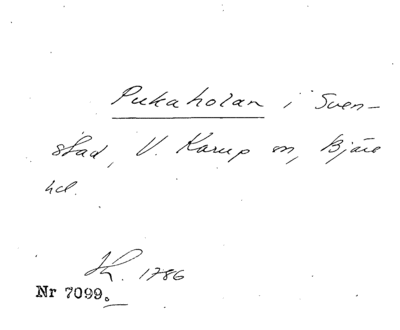 Pukaholan i Sven-
stad, V. Karup sn, Bjäre
hd.
1786
Nr 7099.